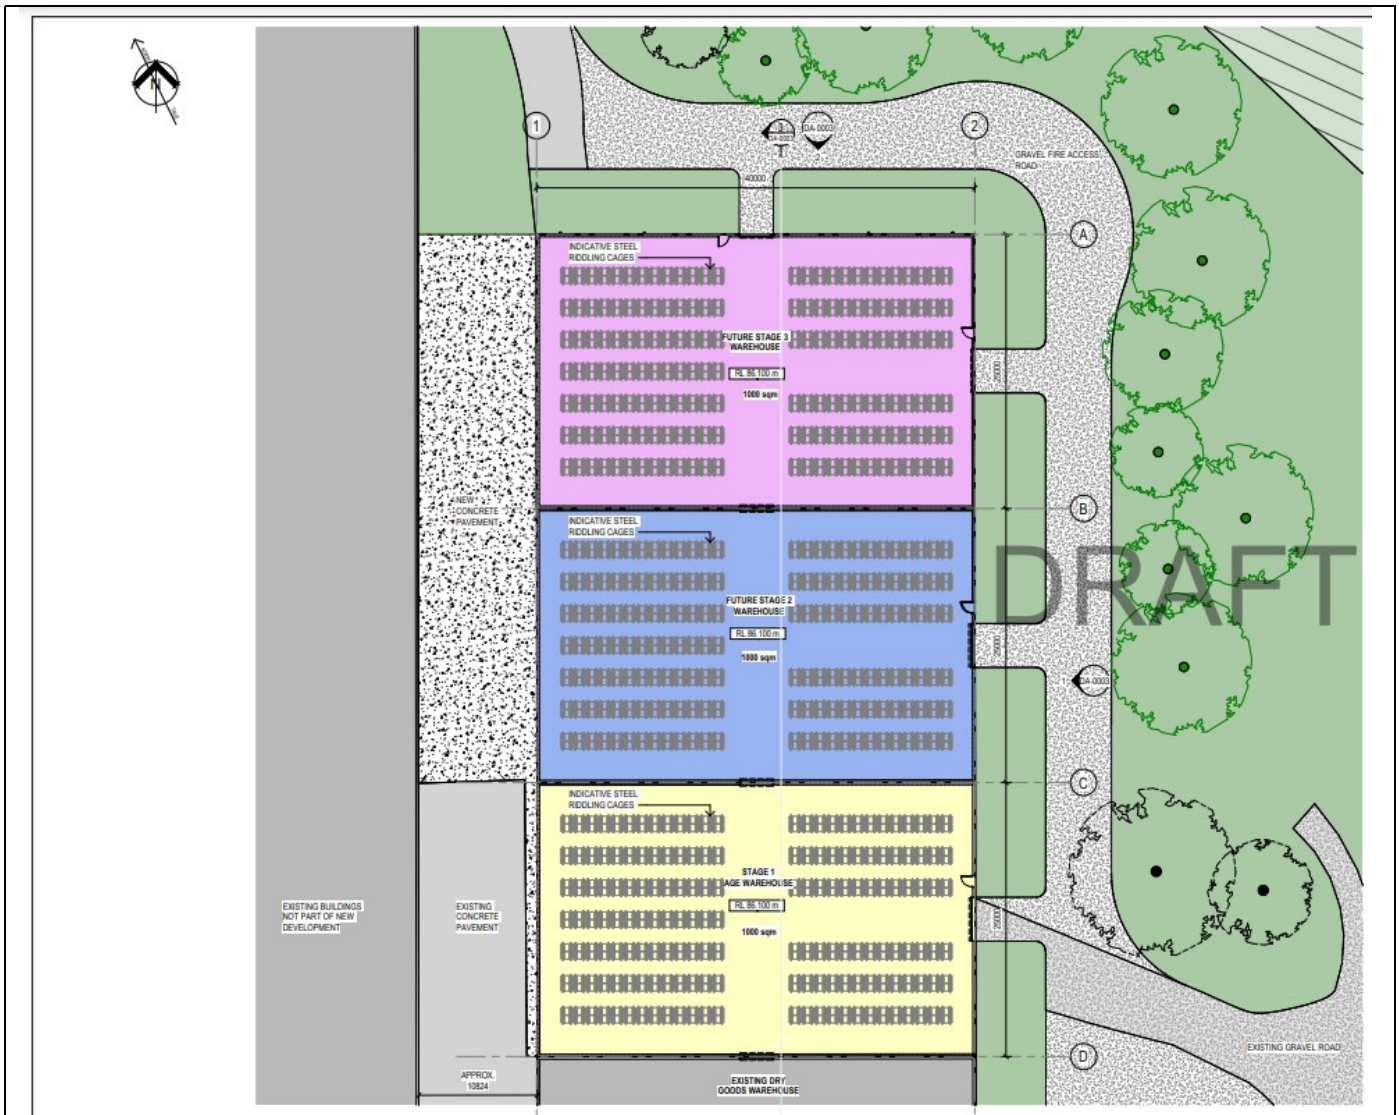 N
1
2
1
DA-0003
DA-0003
GRAVEL FIRE ACCESS
ROAD
40000
A
INDICATIVE STEEL
RIDDLING CAGES
FUTURE STAGE 3
WAREHOUSE
RL 86.100 m
1000 sqm
25000
NEW
CONCRETE
PAVEMENT
B
INDICATIVE STEEL
RIDDLING CAGES
DRAFT
FUTURE STAGE 2
WAREHOUSE
RL 86.100 m
1000 sqm
25000
DA-0003
C
INDICATIVE STEEL
RIDDLING CAGES
STAGE 1
AGE WAREHOUSE
RL 86.100 m
1000 sqm
25000
EXISTING BUILDINGS
NOT PART OF NEW
DEVELOPMENT
EXISTING
CONCRETE
PAVEMENT
EXISTING GRAVEL ROAD
D
APPROX.
10824
EXISTING DRY
GOODS WAREHOUSE